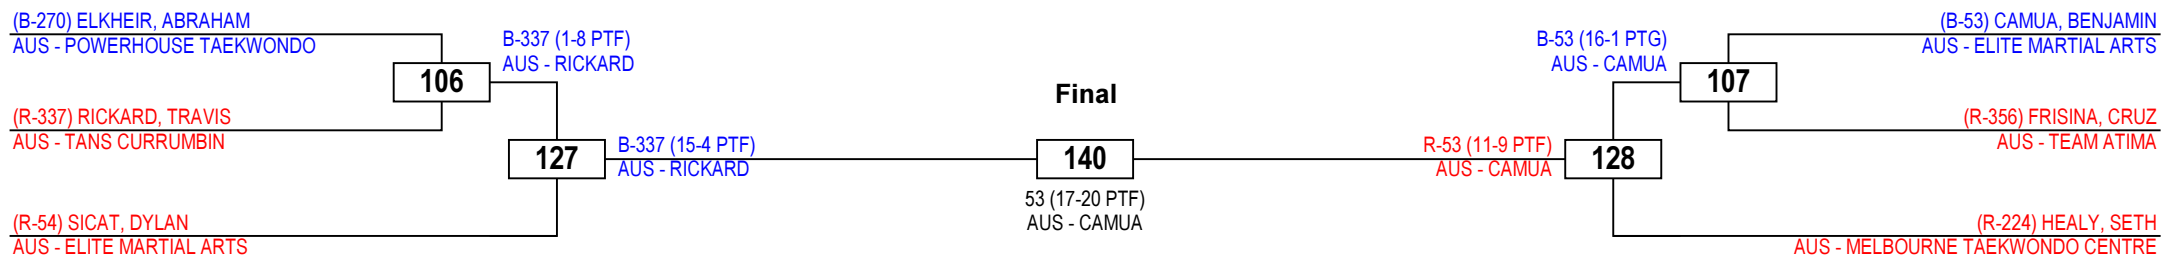 (B-270) ELKHEIR, ABRAHAM
AUS - POWERHOUSE TAEKWONDO
B-337 (1-8 PTF)
AUS - RICKARD
106
(R-337) RICKARD, TRAVIS
AUS - TANS CURRUMBIN
127
B-337 (15-4 PTF)
AUS - RICKARD
(R-54) SICAT, DYLAN
AUS - ELITE MARTIAL ARTS
Final
140
53 (17-20 PTF)
AUS - CAMUA
B-53 (16-1 PTG)
AUS - CAMUA
(B-53) CAMUA, BENJAMIN
AUS - ELITE MARTIAL ARTS
107
(R-356) FRISINA, CRUZ
AUS - TEAM ATIMA
R-53 (11-9 PTF)
AUS - CAMUA
128
(R-224) HEALY, SETH
AUS - MELBOURNE TAEKWONDO CENTRE